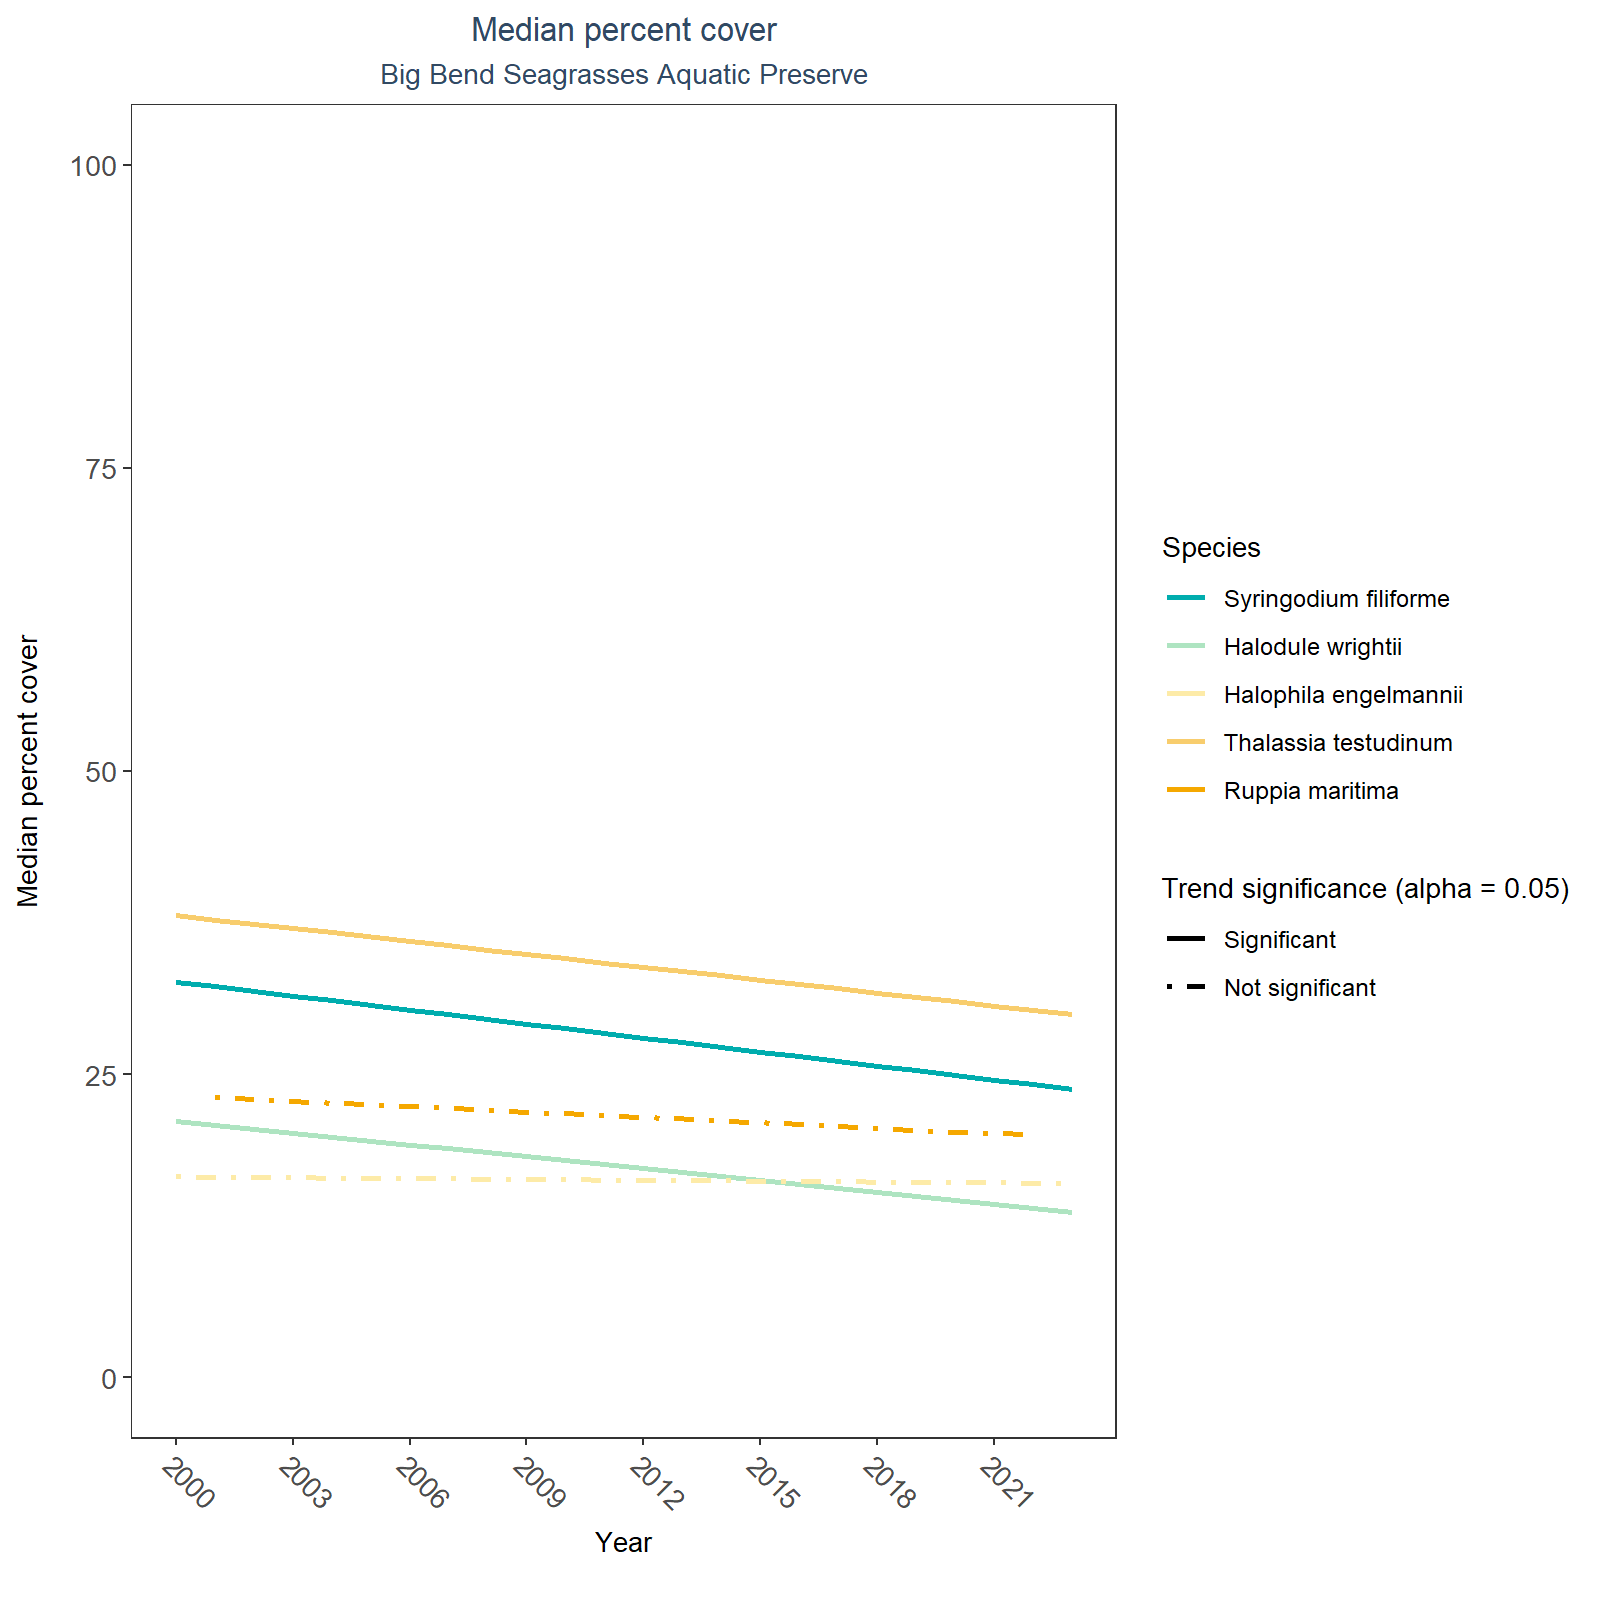 Median percent cover
Big Bend Seagrasses Aquatic Preserve
Median percent cover
100
75
50
25
0
2000
2003
2006
2009
2012
2015
2018
2021
Year
Species
Syringodium filiforme
Halodule wrightii
Halophila engelmannii
Thalassia testudinum
Ruppia maritima
Trend significance (alpha = 0.05)
Significant
Not significant